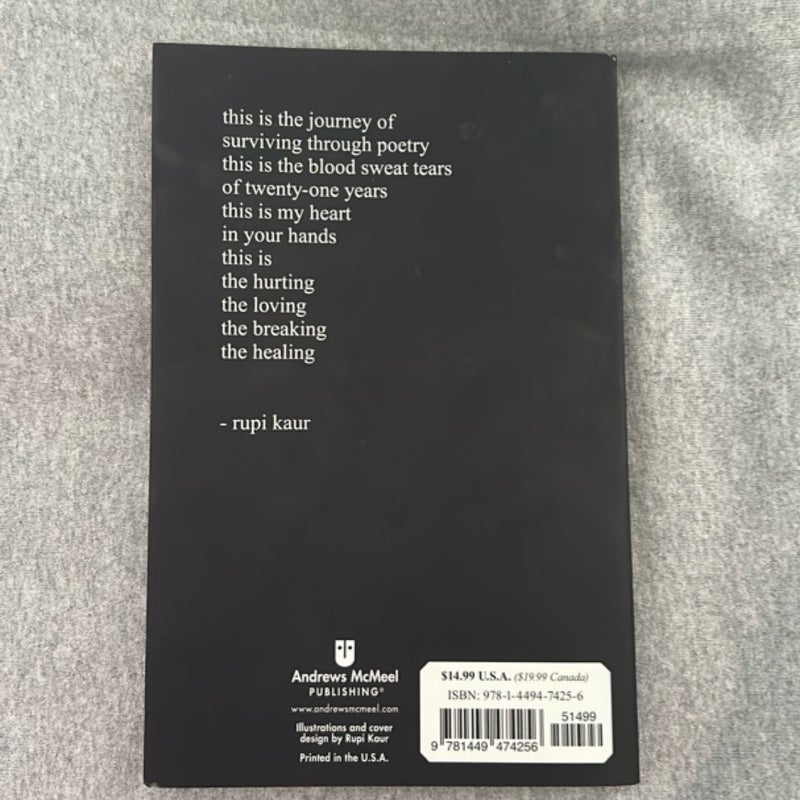 this is the journey of
surviving through poetry
this is the blood sweat tears
of twenty-one years
this is my heart
in your hands
this is
the hurting
the loving
the breaking
the healing
- rupi kaur
Andrews McMeel
PUBLISHING®
www.andrewsmcmeel.com
Illustrations and cover
design by Rupi Kaur
Printed in the U.S.A.
$14.99 U.S.A. ($19.99 Canada)
ISBN: 978-1-4494-7425-6
51499
9 781449 474256